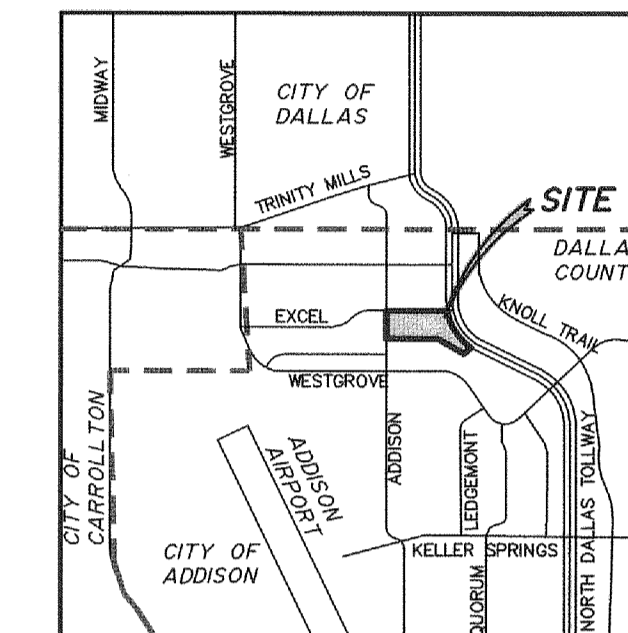 MIDWAY
WESTGROVE
CITY OF
DALLAS
TRINITY MILLS
SITE
DALLA
COUNT
EXCEL
KNOLL TRAIL
WESTGROVE
CITY OF
CARROLLTON
ADDISON
AIRPORT
ADDISON
LEDGEMONT
NORTH DALLAS TOLLWAY
CITY OF
ADDISON
KELLER SPRINGS
QUORUM